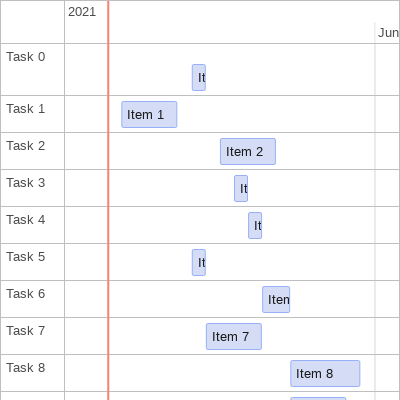 2021
Jun
Task 0
It
Task 1
Item 1
Task 2
Item 2
Task 3
It
Task 4
It
Task 5
It
Task 6
Iten
Task 7
Item 7
Task 8
Item 8